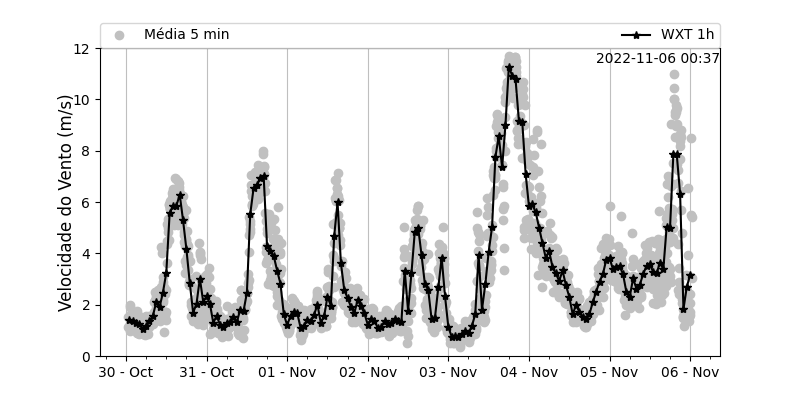 Média 5 min
WXT 1h
2022-11-06 00:37
Velocidade do Vento (m/s)
12
10
8
6
4
2
0
30 - Oct
31 - Oct
01 - Nov
02 - Nov
03 - Nov
04 - Nov
05 - Nov
06 - Nov